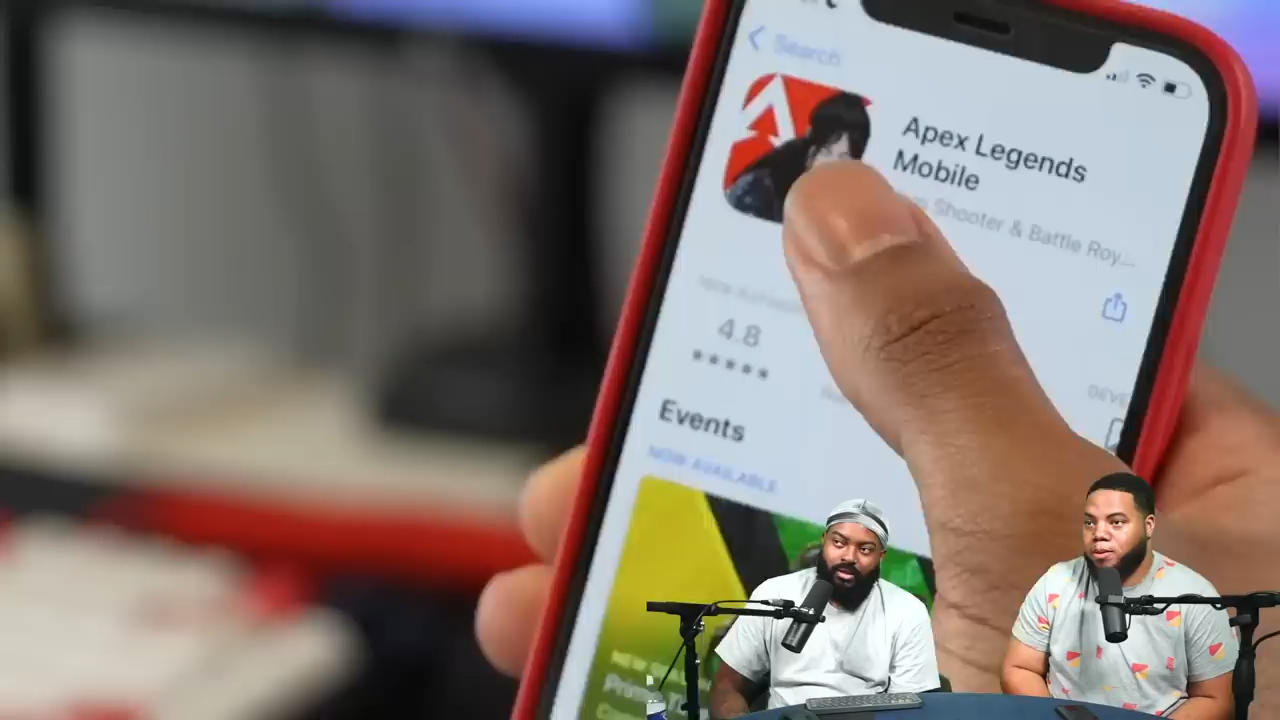 Search
Apex Legends
Mobile
Shooter & Battle Roy...
4.8
Events
NOW AVAILABLE